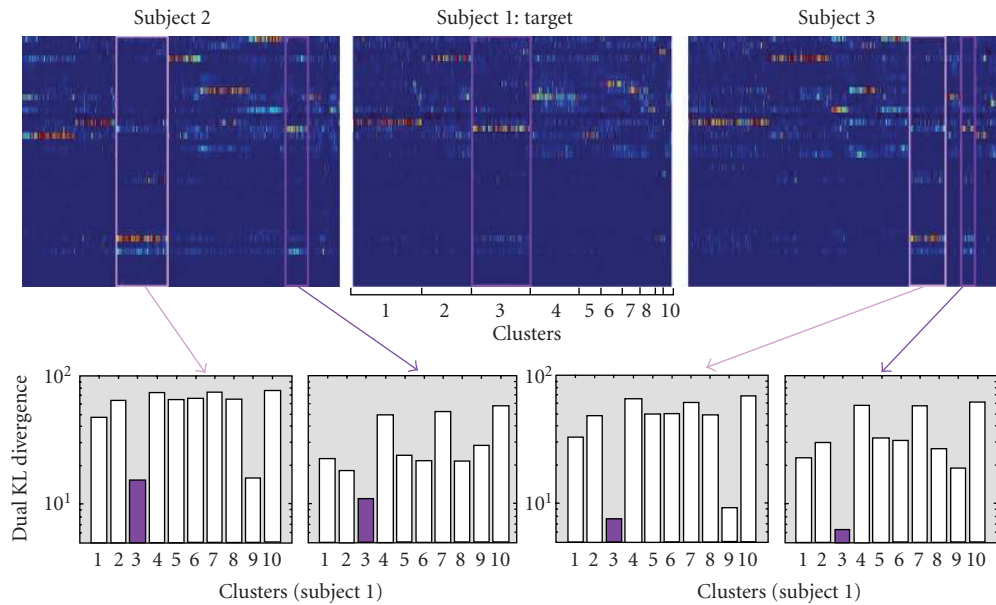 Subject 2 Subject 1: target Subject 3
1 2 3 4 5 6 7 8 10
Clusters
Dual KL divergence
10² 10² 
10¹ 10¹
1 2 3 4 5 6 7 8 9 10 1 2 3 4 5 6 7 8 9 10 1 2 3 4 5 6 7 8 9 10 1 2 3 4 5 6 7 8 9 10
Clusters (subject 1) Clusters (subject 1)